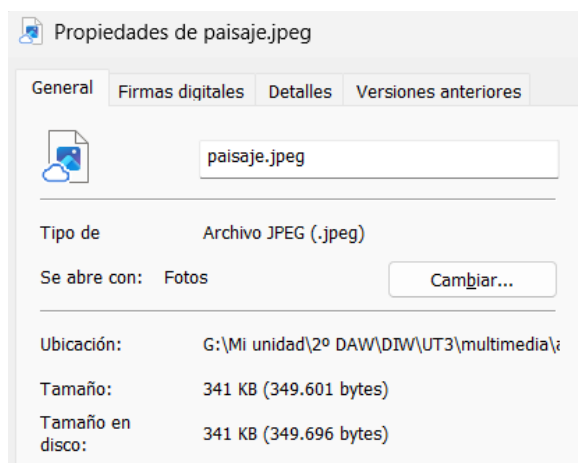 Propiedades de paisaje.jpeg
General Firmas digitales Detalles Versiones anteriores
paisaje.jpeg
Tipo de Archivo JPEG (.jpeg)
Se abre con: Fotos Cambiar...
Ubicación: G:\Mi unidad\2º DAW\DIW\UT3\multimedia\a
Tamaño: 341 KB (349.601 bytes)
Tamaño en
disco: 341 KB (349.696 bytes)